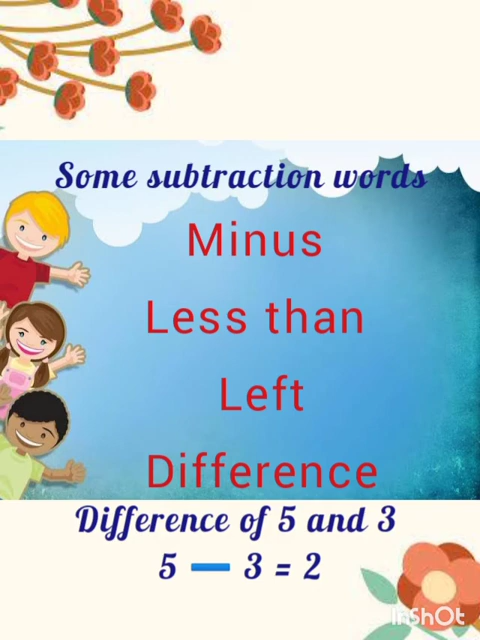 Some subtraction words
Minus
Less than
Left
Difference
Difference of 5 and 3
5 ➖ 3 = 2
InShOt